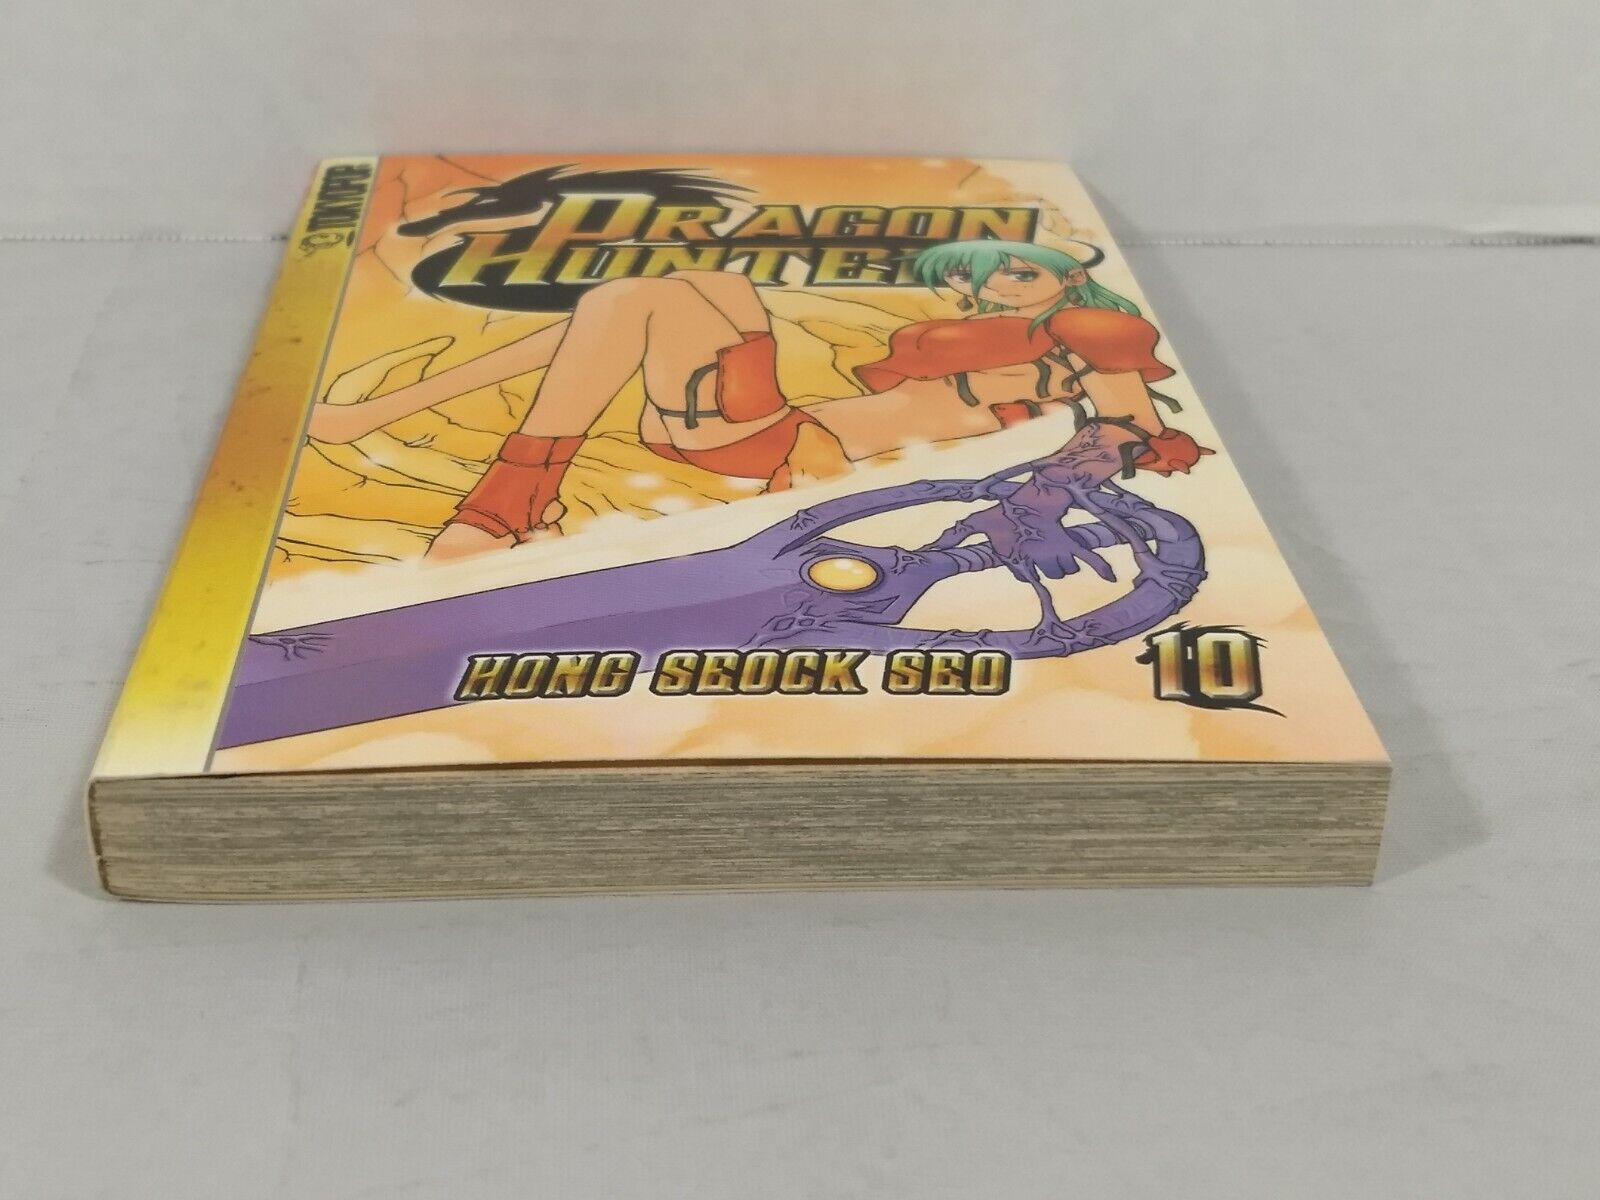 TOKYOPOP
DRAGON
HUNTER
HONG SEOCK SEO
10